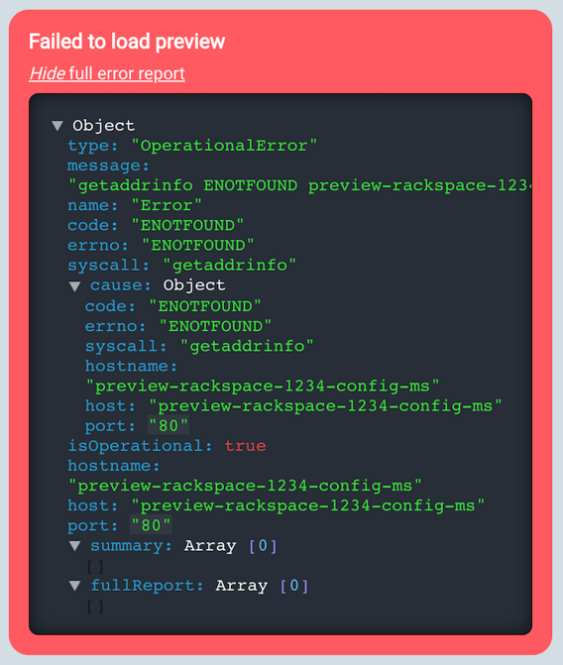 Failed to load preview
Hide full error report
▼ Object
type: "OperationalError"
message:
"getaddrinfo ENOTFOUND preview-rackspace-123
name: "Error"
code: "ENOTFOUND"
errno: "ENOTFOUND"
syscall: "getaddrinfo"
▼ cause: Object
code: "ENOTFOUND"
errno: "ENOTFOUND"
syscall: "getaddrinfo"
hostname:
"preview-rackspace-1234-config-ms"
host: "preview-rackspace-1234-config-ms"
port: "80"
isOperational: true
hostname:
"preview-rackspace-1234-config-ms"
host: "preview-rackspace-1234-config-ms"
port: "80"
▼ summary: Array [0]
[]
▼ fullReport: Array [0]
[]